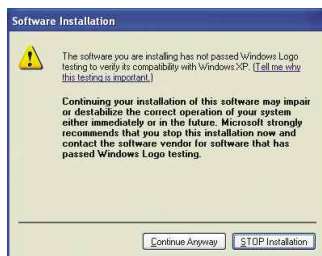 Software Installation
The software you are installing has not passed Windows Logo
testing to verify its compatibility with Windows XP. (Tell me why
this testing is important.)
Continuing your installation of this software may impair
or destabilize the correct operation of your system
either immediately or in the future. Microsoft strongly
recommends that you stop this installation now and
contact the software vendor for software that has
passed Windows Logo testing.
Continue Anyway
STOP Installation